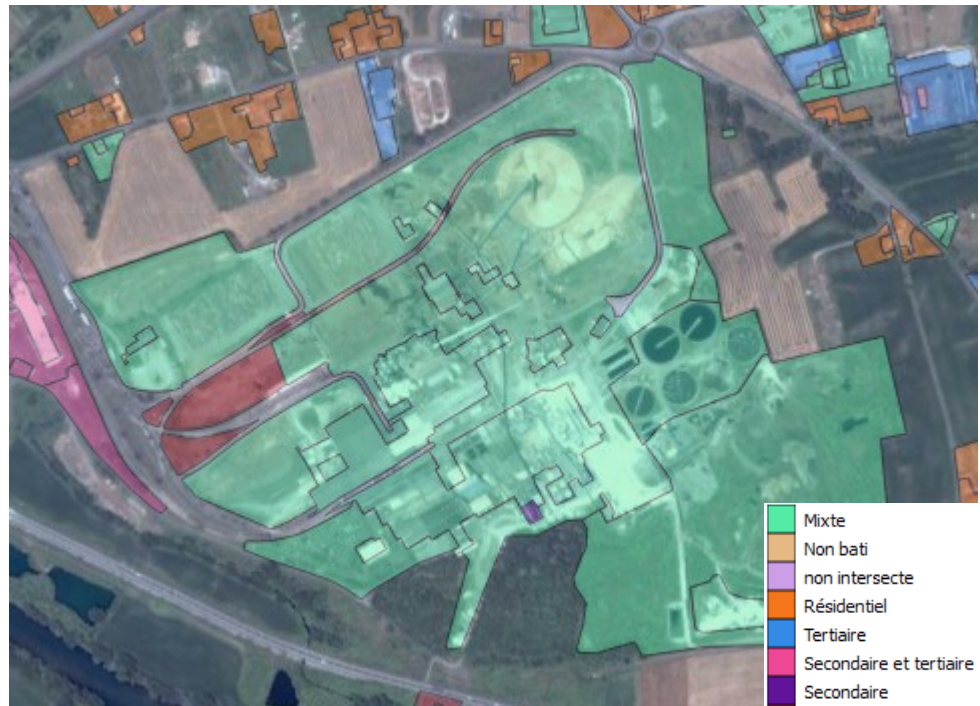 Mixte
Non bati
non intersecte
Résidentiel
Tertiaire
Secondaire et tertiaire
Secondaire